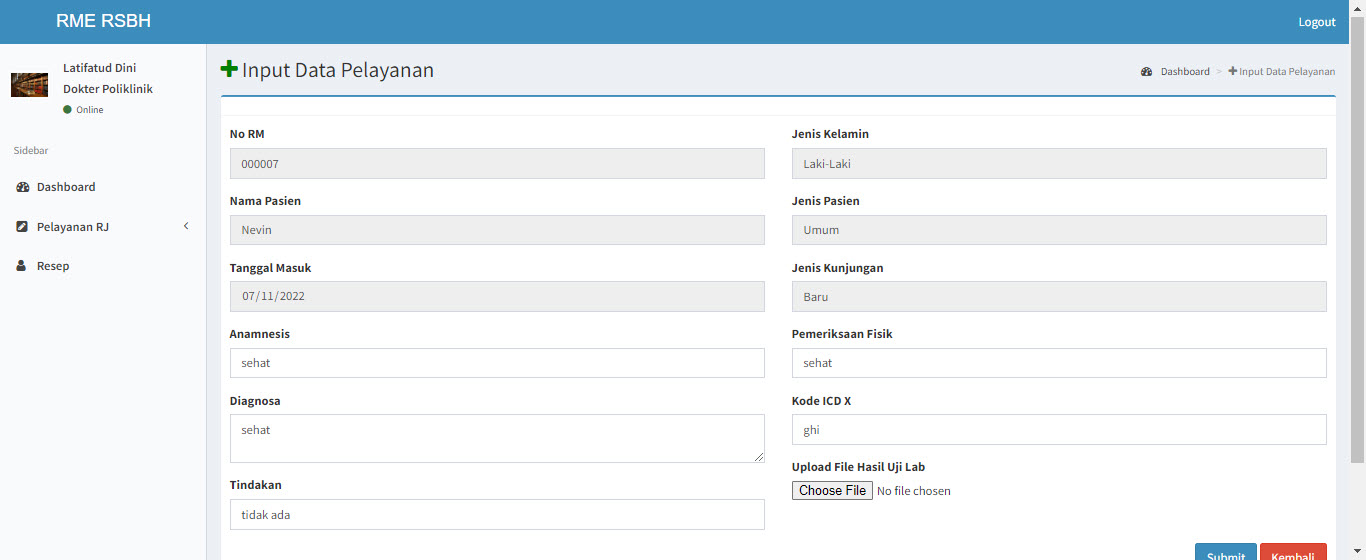 RME RSBH
Logout
Latifatud Dini
Dokter Poliklinik
Online
Sidebar
Dashboard
Pelayanan RJ
Resep
Input Data Pelayanan
Dashboard > Input Data Pelayanan
No RM
000007
Nama Pasien
Nevin
Tanggal Masuk
07/11/2022
Anamnesis
sehat
Diagnosa
sehat
Tindakan
tidak ada
Jenis Kelamin
Laki-Laki
Jenis Pasien
Umum
Jenis Kunjungan
Baru
Pemeriksaan Fisik
sehat
Kode ICD X
ghi
Upload File Hasil Uji Lab
Choose File No file chosen
Submit Kembali